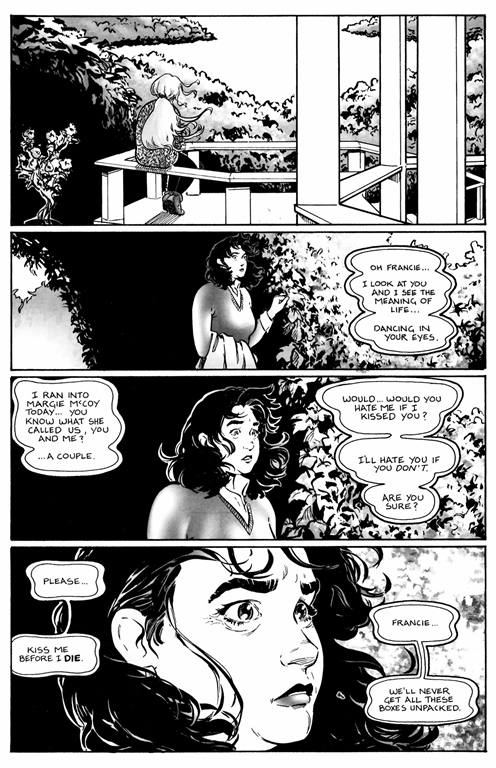 OH FRANCIE...
I LOOK AT YOU
AND I SEE THE
MEANING OF
LIFE...
DANCING IN
YOUR EYES.
I RAN INTO
MARGIE McCOY
TODAY... YOU
KNOW WHAT SHE
CALLED US, YOU
AND ME?
...A COUPLE.
WOULD... WOULD YOU
HATE ME IF I
KISSED YOU?
I'LL HATE YOU IF
YOU DON'T.
ARE YOU
SURE?
PLEASE...
KISS ME
BEFORE I DIE.
FRANCIE...
WE'LL NEVER
GET ALL THESE
BOXES UNPACKED.